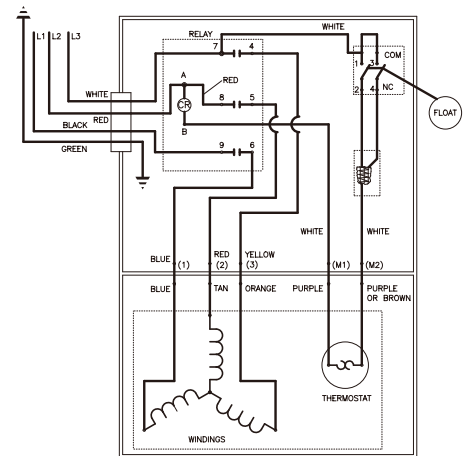 WHITE
L1 L2 L3
RELAY
7 4
1 3 COM
A
RED
2 4 NC
WHITE
CR
8 5
FLOAT
RED
BLACK
B
GREEN
9 6
WHITE WHITE
BLUE (1) RED (2) YELLOW (3) (M1) (M2)
BLUE TAN ORANGE PURPLE PURPLE
OR BROWN
THERMOSTAT
WINDINGS